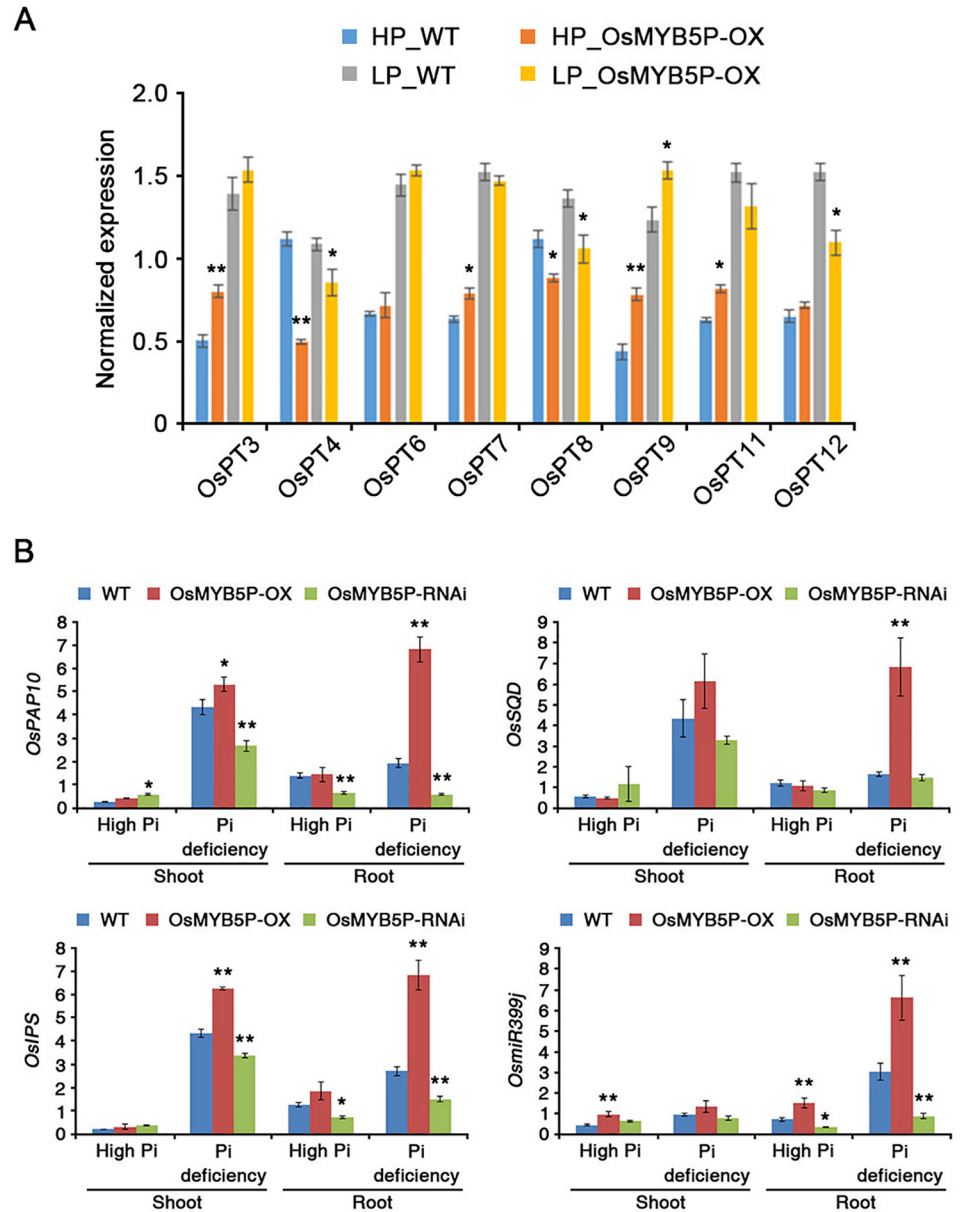 A
HP_WT HP_OsMYB5P-OX
LP_WT LP_OsMYB5P-OX
Normalized expression
2.0
1.5
1.0
0.5
0
** ** * * * * ** * * *
OsPT3 OsPT4 OsPT6 OsPT7 OsPT8 OsPT9 OsPT11 OsPT12
B
WT OsMYB5P-OX OsMYB5P-RNAi
OsPAP10
8
7
6
5
4
3
2
1
0
* * ** ** ** **
High Pi Pi High Pi Pi
deficiency deficiency
Shoot Root
WT OsMYB5P-OX OsMYB5P-RNAi
OsSQD
9
8
7
6
5
4
3
2
1
0
**
High Pi Pi High Pi Pi
deficiency deficiency
Shoot Root
WT OsMYB5P-OX OsMYB5P-RNAi
OsIPS
8
7
6
5
4
3
2
1
0
** ** * ** **
High Pi Pi High Pi Pi
deficiency deficiency
Shoot Root
WT OsMYB5P-OX OsMYB5P-RNAi
OsmiR399j
9
8
7
6
5
4
3
2
1
0
** ** * ** **
High Pi Pi High Pi Pi
deficiency deficiency
Shoot Root